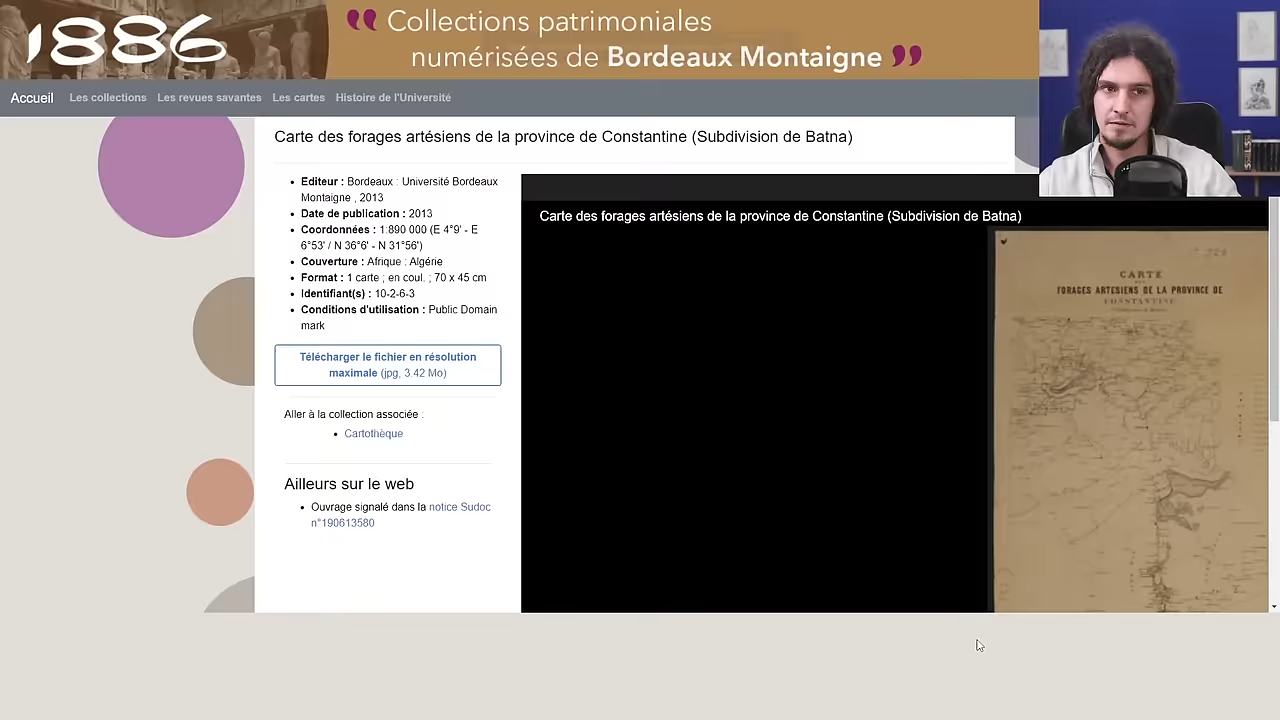 1886
Collections patrimoniales
numérisées de Bordeaux Montaigne
Accueil Les collections Les revues savantes Les cartes Histoire de l'Université
Carte des forages artésiens de la province de Constantine (Subdivision de Batna)
Editeur : Bordeaux : Université Bordeaux
Montaigne , 2013
Date de publication : 2013
Coordonnées : 1:890 000 (E 4°9' - E
6°53' / N 36°6' - N 31°56')
Couverture : Afrique : Algérie
Format : 1 carte ; en coul. ; 70 x 45 cm
Identifiant(s) : 10-2-6-3
Conditions d'utilisation : Public Domain
mark
Télécharger le fichier en résolution
maximale (jpg, 3.42 Mo)
Aller à la collection associée :
Cartothèque
Ailleurs sur le web
Ouvrage signalé dans la notice Sudoc
n°190613580
Carte des forages artésiens de la province de Constantine (Subdivision de Batna)
CARTE
FORAGES ARTESIENS DE LA PROVINCE DE
CONSTANTINE